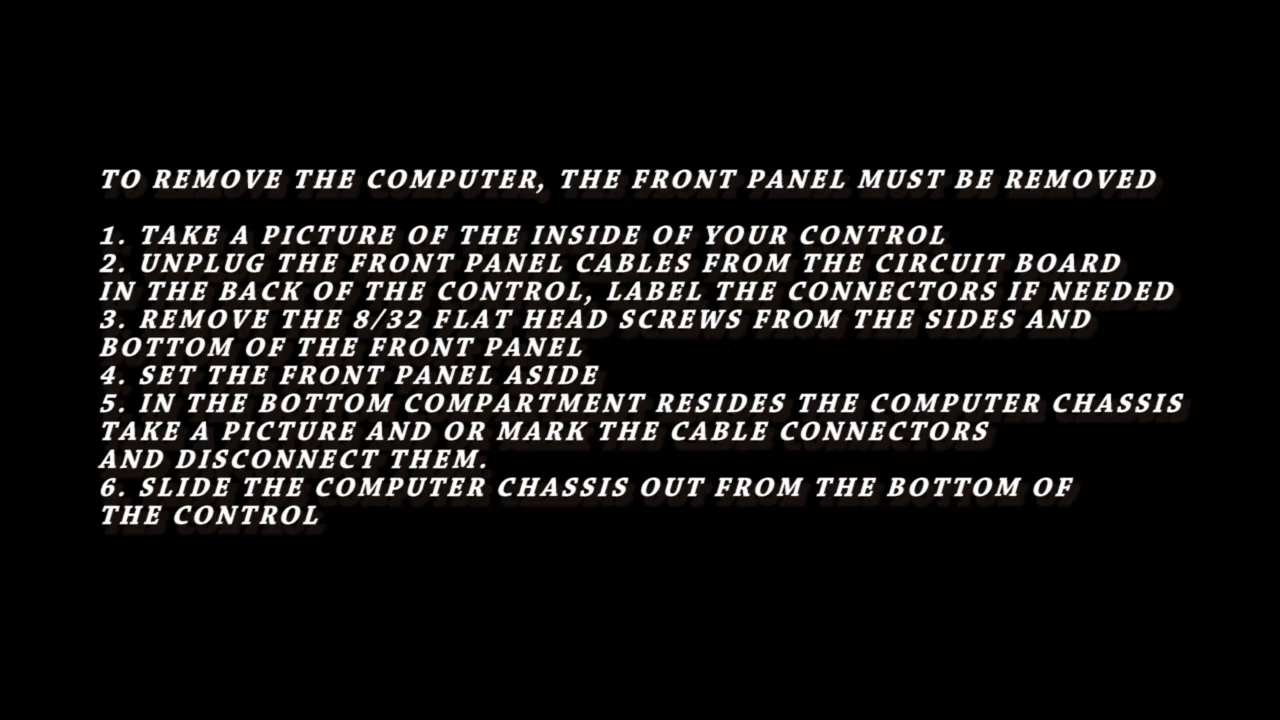 TO REMOVE THE COMPUTER, THE FRONT PANEL MUST BE REMOVED
1. TAKE A PICTURE OF THE INSIDE OF YOUR CONTROL
2. UNPLUG THE FRONT PANEL CABLES FROM THE CIRCUIT BOARD
IN THE BACK OF THE CONTROL, LABEL THE CONNECTORS IF NEEDED
3. REMOVE THE 8/32 FLAT HEAD SCREWS FROM THE SIDES AND
BOTTOM OF THE FRONT PANEL
4. SET THE FRONT PANEL ASIDE
5. IN THE BOTTOM COMPARTMENT RESIDES THE COMPUTER CHASSIS
TAKE A PICTURE AND OR MARK THE CABLE CONNECTORS
AND DISCONNECT THEM.
6. SLIDE THE COMPUTER CHASSIS OUT FROM THE BOTTOM OF
THE CONTROL